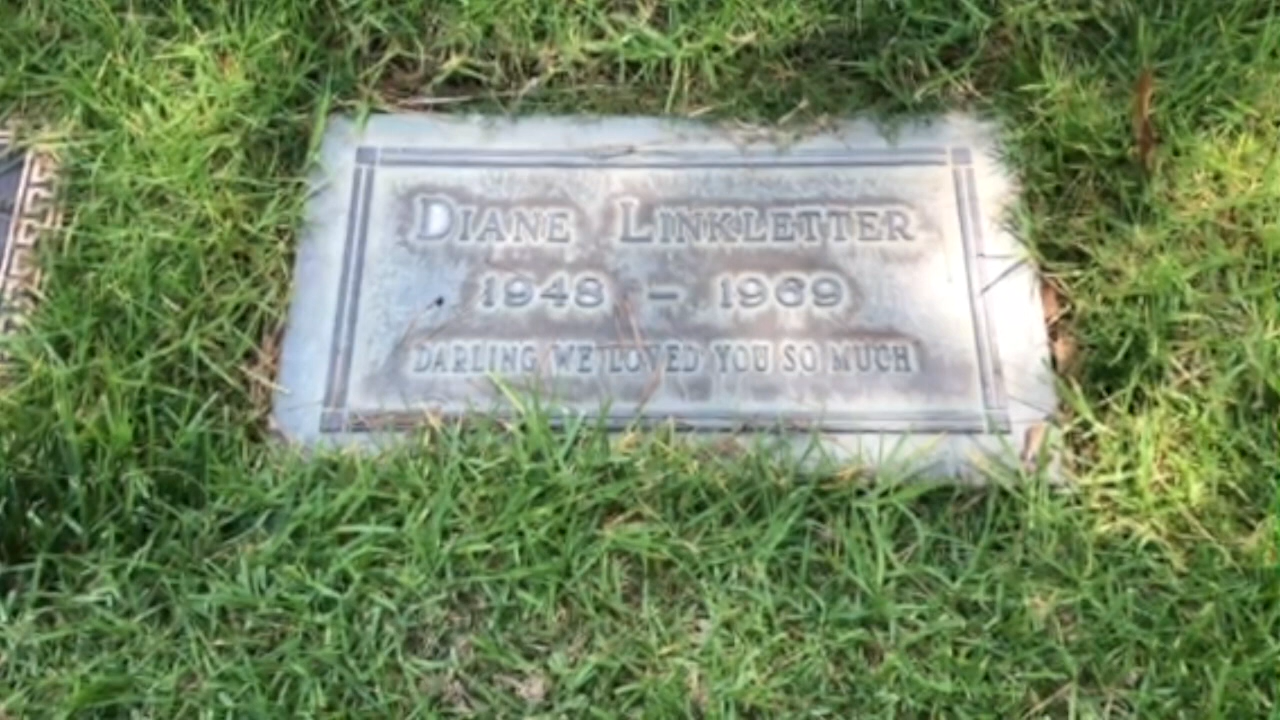 DIANE LINKLETTER
1948 – 1969
DARLING WE LOVED YOU SO MUCH